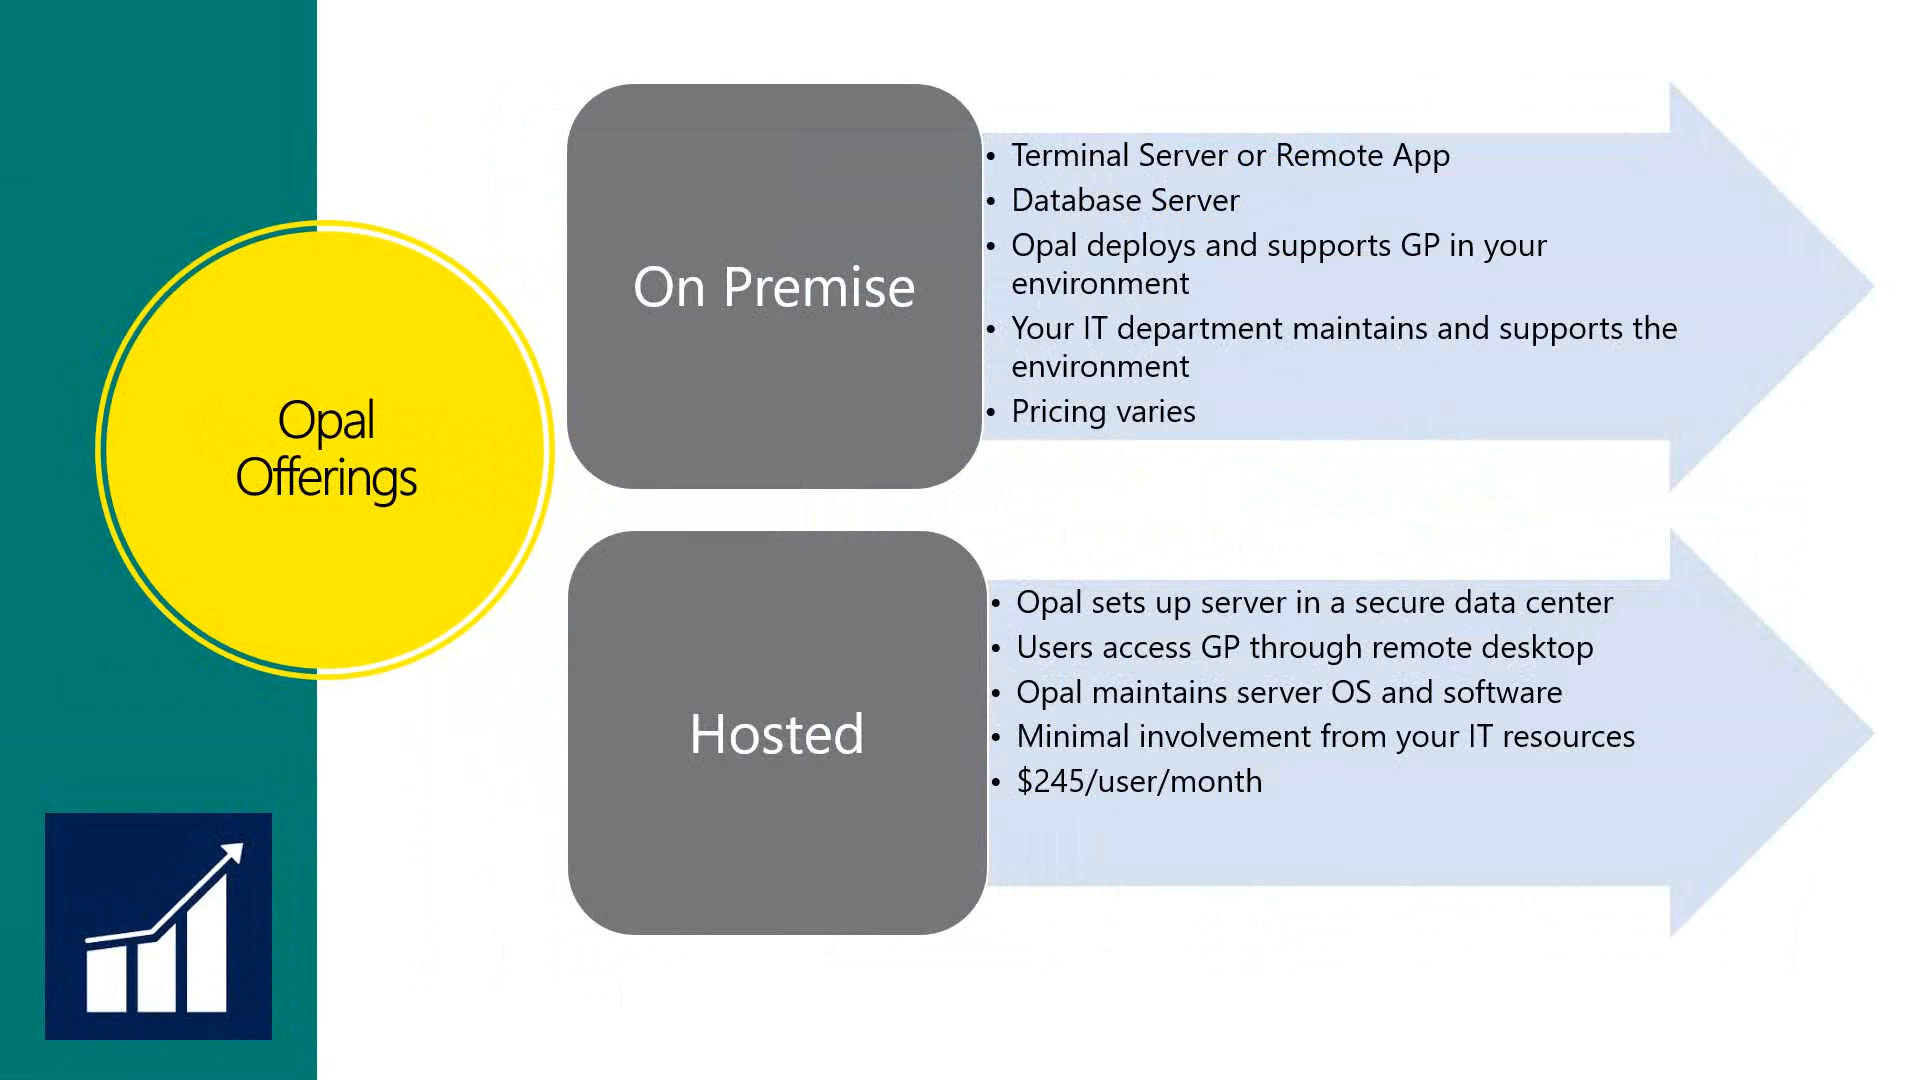 Opal
Offerings
On Premise
• Terminal Server or Remote App
• Database Server
• Opal deploys and supports GP in your
environment
• Your IT department maintains and supports the
environment
• Pricing varies
Hosted
• Opal sets up server in a secure data center
• Users access GP through remote desktop
• Opal maintains server OS and software
• Minimal involvement from your IT resources
• $245/user/month